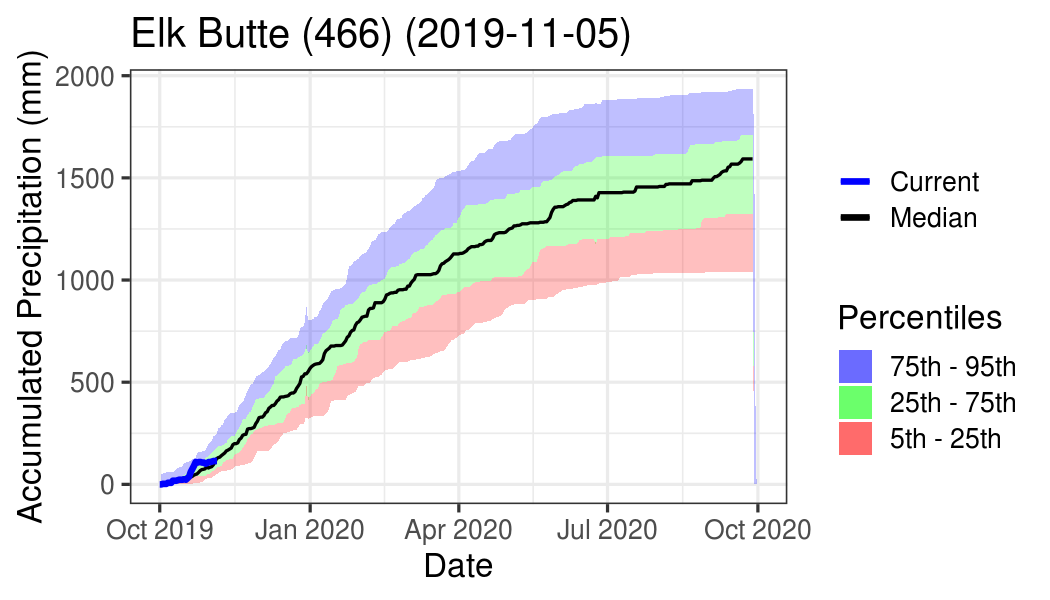 Elk Butte (466) (2019-11-05)
Accumulated Precipitation (mm)
2000
1500
1000
500
0
Oct 2019 Jan 2020 Apr 2020 Jul 2020 Oct 2020
Date
Current
Median
Percentiles
75th - 95th
25th - 75th
5th - 25th